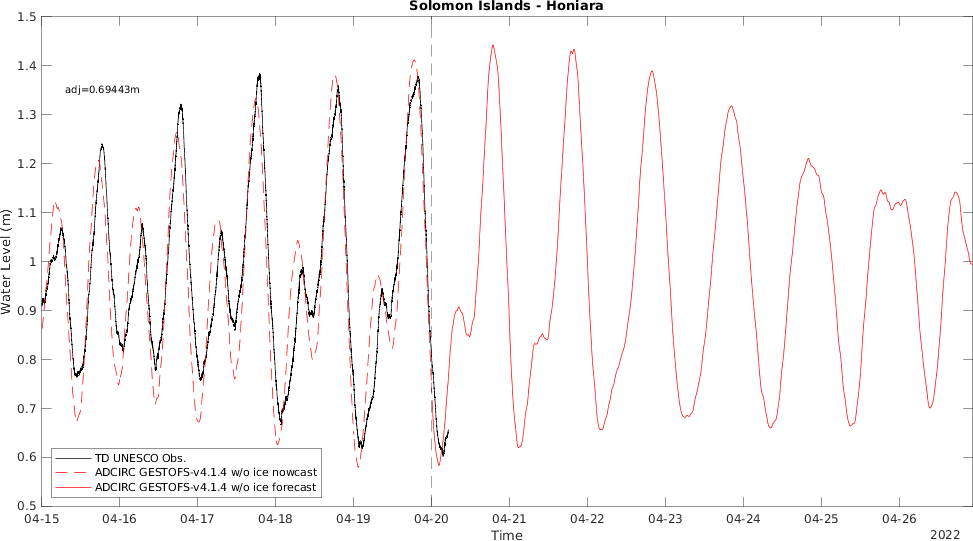 Solomon Islands - Honiara
1.5
1.4
1.3
1.2
1.1
1
0.9
0.8
0.7
0.6
0.5
Water Level (m)
adj=0.69443m
TD UNESCO Obs.
ADCIRC GESTOFS-v4.1.4 w/o ice nowcast
ADCIRC GESTOFS-v4.1.4 w/o ice forecast
04-15 04-16 04-17 04-18 04-19 04-20 04-21 04-22 04-23 04-24 04-25 04-26
Time
2022